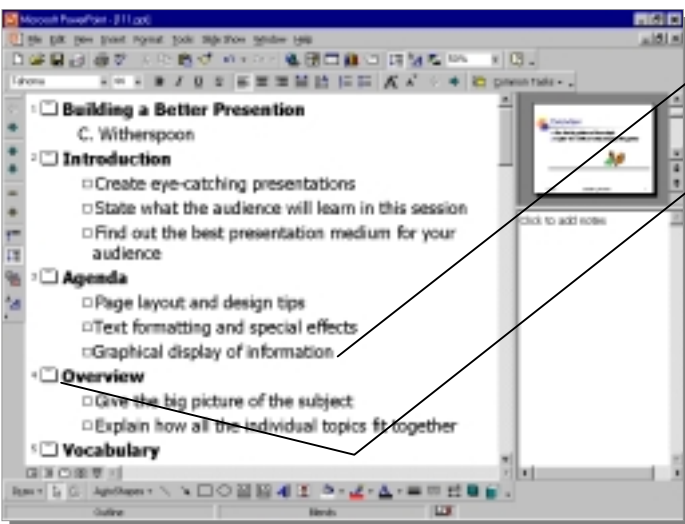 Microsoft PowerPoint - [111.ppt]
File Edit View Insert Format Tools Slide Show Window Help
Tahoma
Common Tasks
1 Building a Better Presention
C. Witherspoon
2 Introduction
Create eye-catching presentations
State what the audience will learn in this session
Find out the best presentation medium for your
audience
3 Agenda
Page layout and design tips
Text formatting and special effects
Graphical display of information
4 Overview
Give the big picture of the subject
Explain how all the individual topics fit together
5 Vocabulary
Click to add notes
Draw AutoShapes
Outline Blends